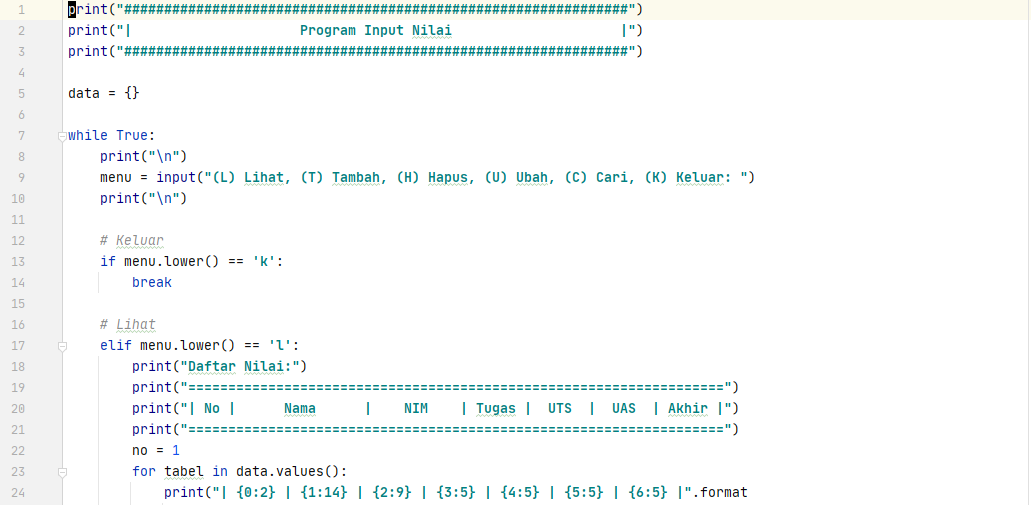 1 print("###############################################################")
2 print("|                     Program Input Nilai                     |")
3 print("###############################################################")
4
5 data = {}
6
7 while True:
8     print("\n")
9     menu = input("(L) Lihat, (T) Tambah, (H) Hapus, (U) Ubah, (C) Cari, (K) Keluar: ")
10     print("\n")
11
12     # Keluar
13     if menu.lower() == 'k':
14         break
15
16     # Lihat
17     elif menu.lower() == 'l':
18         print("Daftar Nilai:")
19         print("===================================================================")
20         print("| No |      Nama      |    NIM    | Tugas |  UTS  |  UAS  | Akhir |")
21         print("===================================================================")
22         no = 1
23         for tabel in data.values():
24             print("| {0:2} | {1:14} | {2:9} | {3:5} | {4:5} | {5:5} | {6:5} |".format